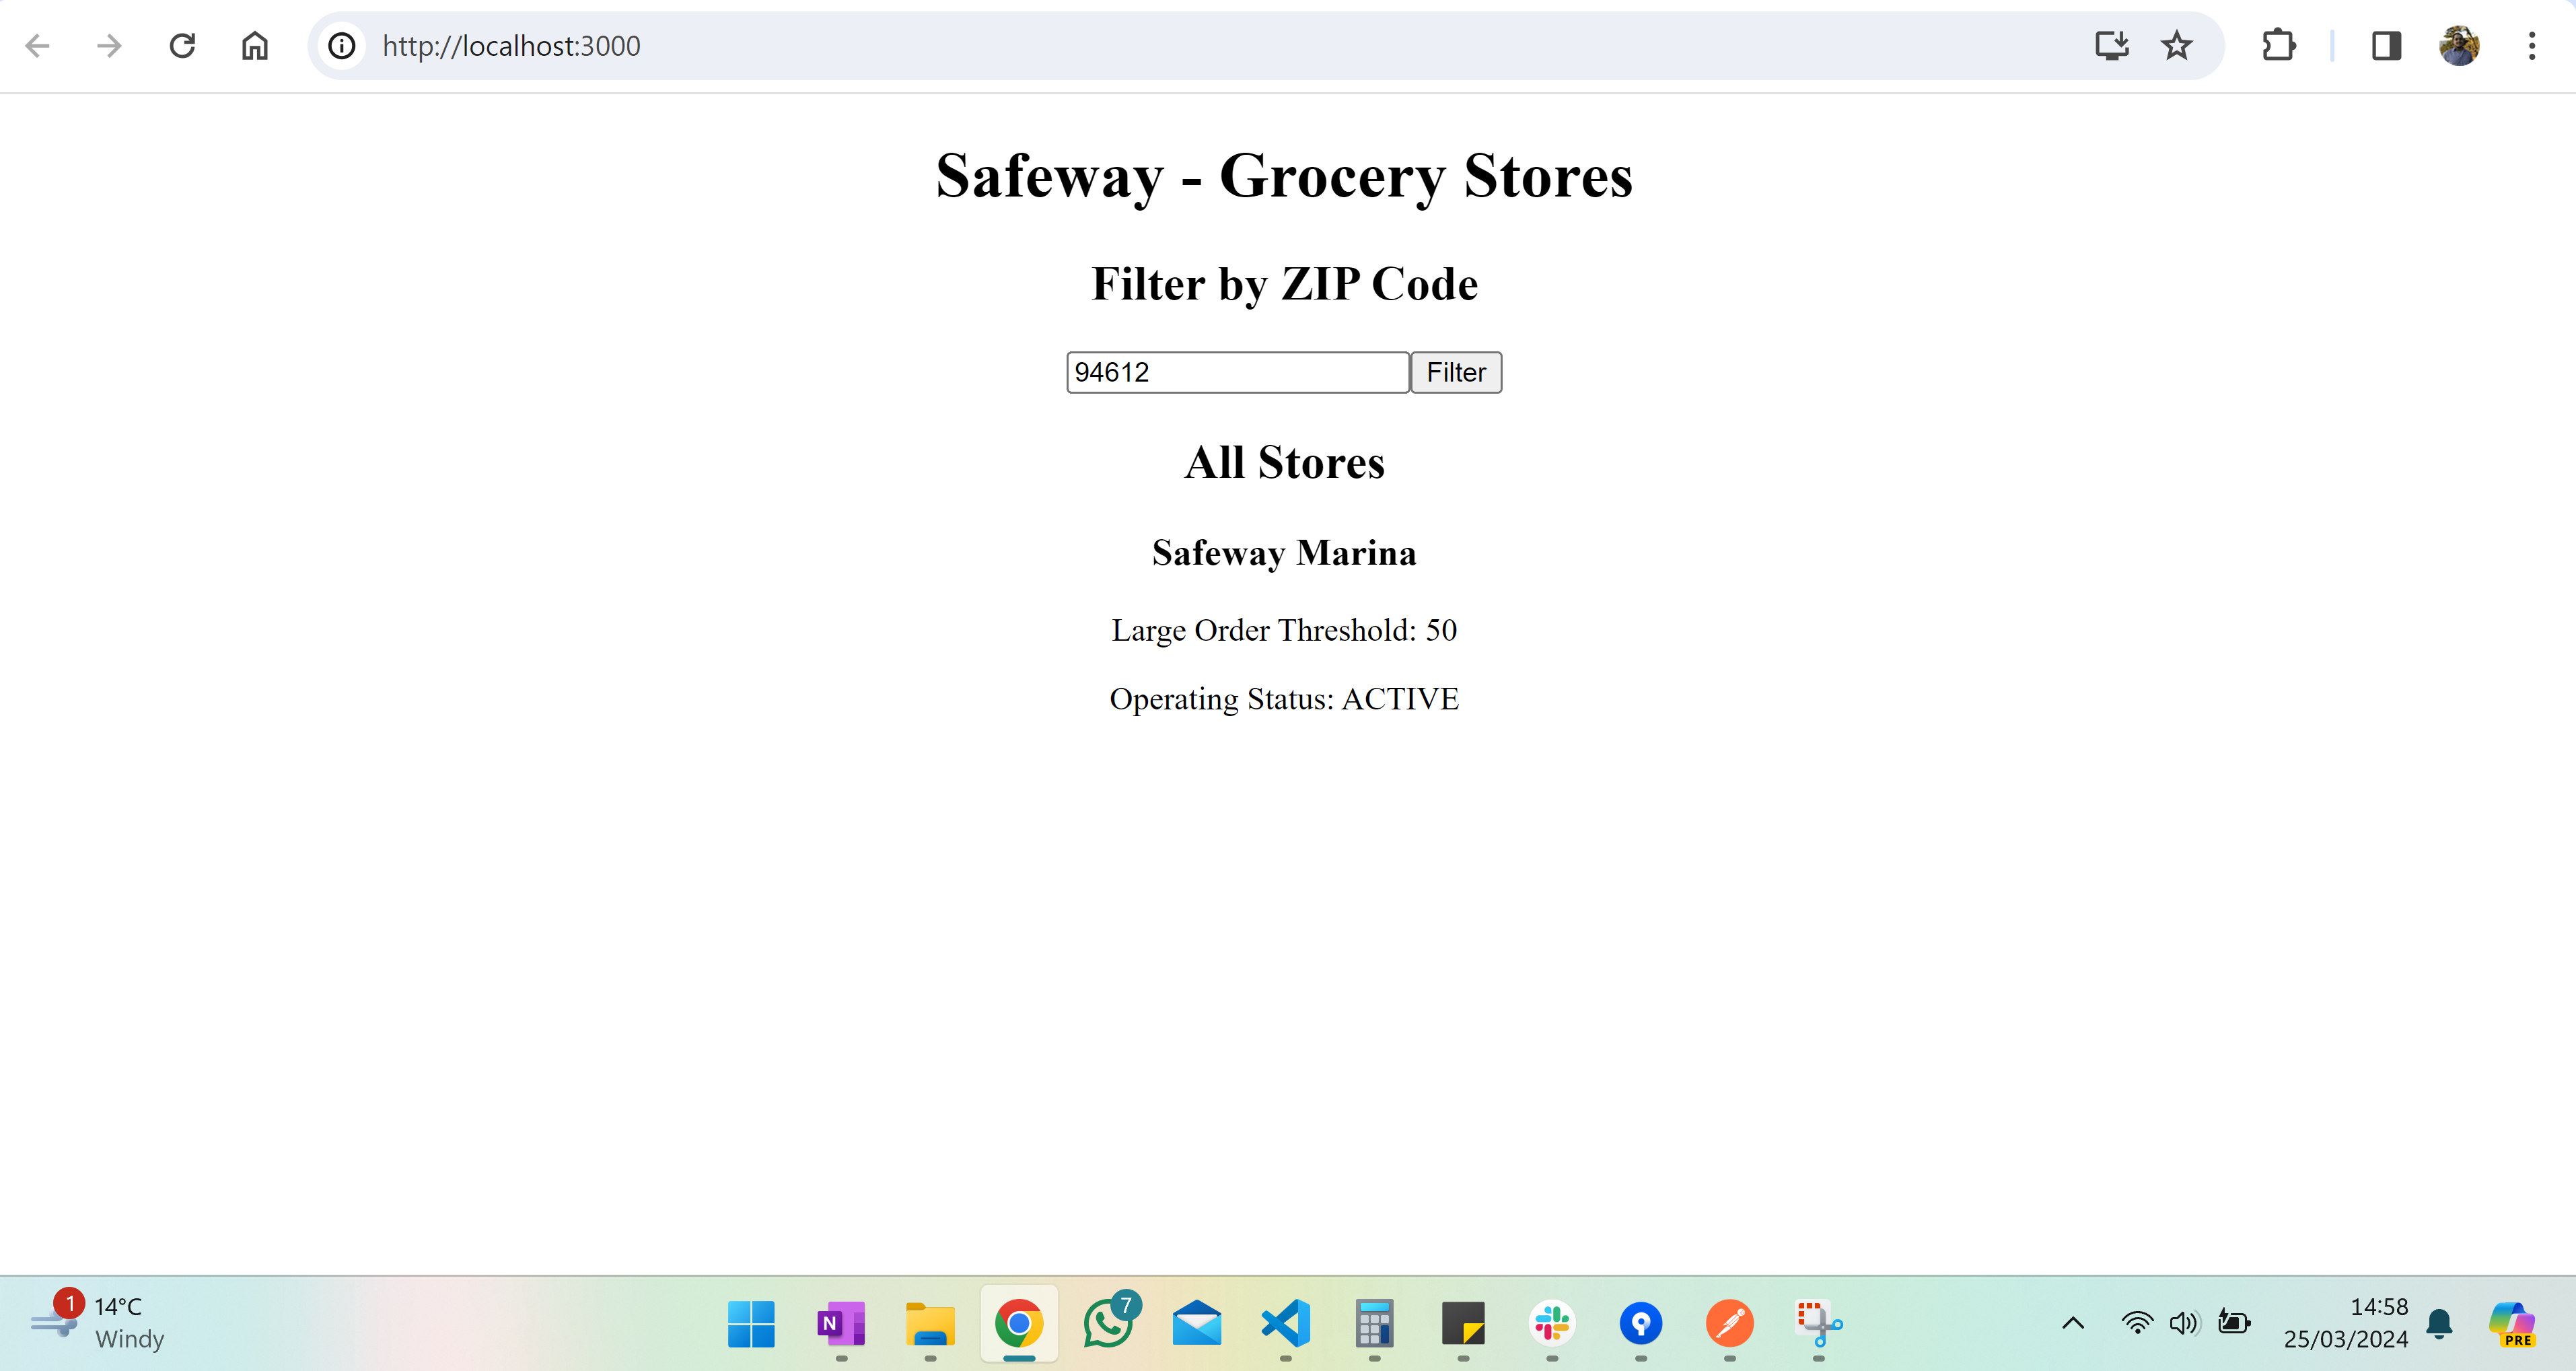 http://localhost:3000
Safeway - Grocery Stores
Filter by ZIP Code
94612 Filter
All Stores
Safeway Marina
Large Order Threshold: 50
Operating Status: ACTIVE
1
14°C
Windy
N
7
14:58
25/03/2024
PRE